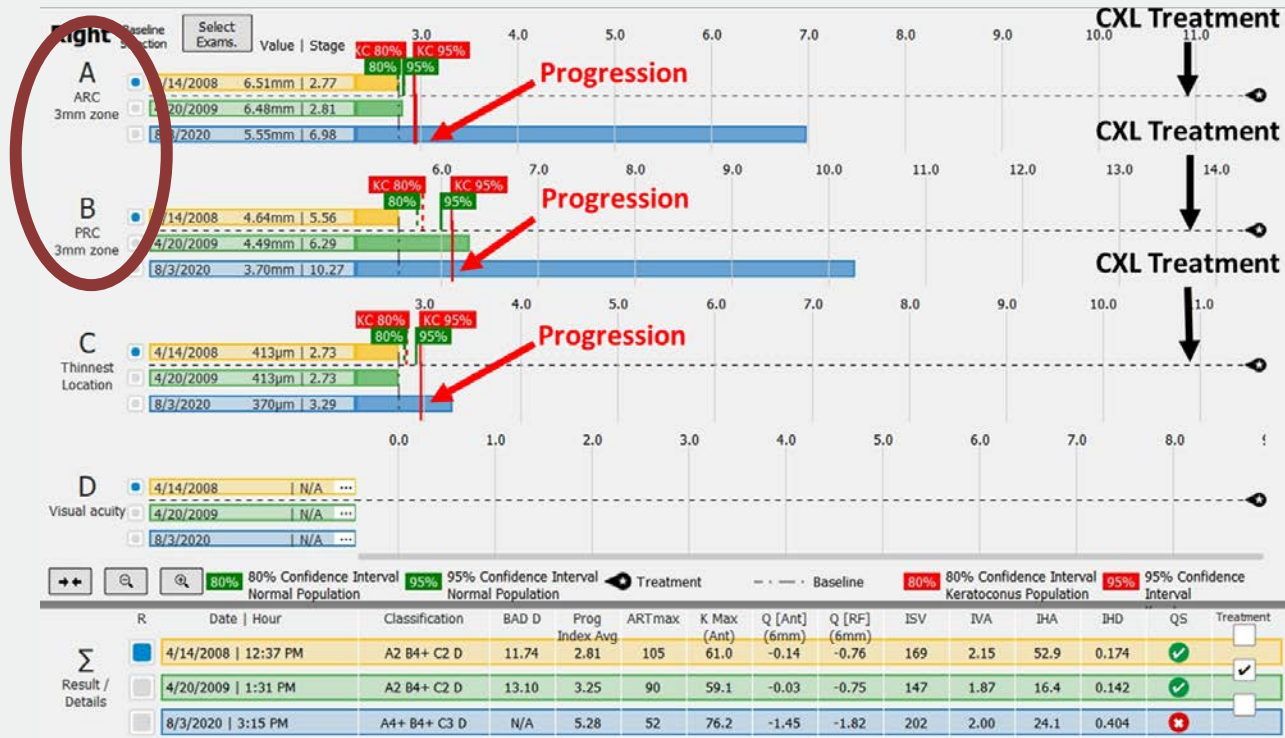 Right
Baseline
Selection
Select
Exams.
Value | Stage
CXL Treatment
3.0 4.0 5.0 6.0 7.0 8.0 9.0 10.0 11.0
KC 80% KC 95%
80% 95%
Progression
A
ARC
3mm zone
4/14/2008 6.51mm | 2.77
4/20/2009 6.48mm | 2.81
8/3/2020 5.55mm | 6.98
CXL Treatment
6.0 7.0 8.0 9.0 10.0 11.0 12.0 13.0 14.0
KC 80% KC 95%
80% 95%
Progression
B
PRC
3mm zone
4/14/2008 4.64mm | 5.56
4/20/2009 4.49mm | 6.29
8/3/2020 3.70mm | 10.27
CXL Treatment
3.0 4.0 5.0 6.0 7.0 8.0 9.0 10.0 11.0
KC 80% KC 95%
80% 95%
Progression
C
Thinnest
Location
4/14/2008 413µm | 2.73
4/20/2009 413µm | 2.73
8/3/2020 370µm | 3.29
0.0 1.0 2.0 3.0 4.0 5.0 6.0 7.0 8.0
D
Visual acuity
4/14/2008 | N/A ...
4/20/2009 | N/A ...
8/3/2020 | N/A ...
80% 80% Confidence Interval
Normal Population
95% 95% Confidence Interval
Normal Population
Treatment
Baseline
80% 80% Confidence Interval
Keratoconus Population
95% 95% Confidence
Interval
R Date | Hour Classification BAD D Prog Index Avg ARTmax K Max (Ant) Q [Ant] (6mm) Q [RF] (6mm) ISV IVA IHA IHD QS Treatment
Σ
Result /
Details
4/14/2008 | 12:37 PM A2 B4+ C2 D 11.74 2.81 105 61.0 -0.14 -0.76 169 2.15 52.9 0.174
4/20/2009 | 1:31 PM A2 B4+ C2 D 13.10 3.25 90 59.1 -0.03 -0.75 147 1.87 16.4 0.142
8/3/2020 | 3:15 PM A4+ B4+ C3 D N/A 5.28 52 76.2 -1.45 -1.82 202 2.00 24.1 0.404